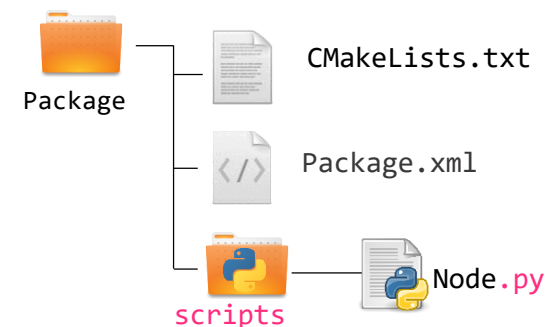 Package
CMakeLists.txt
Package.xml
scripts
Node.py